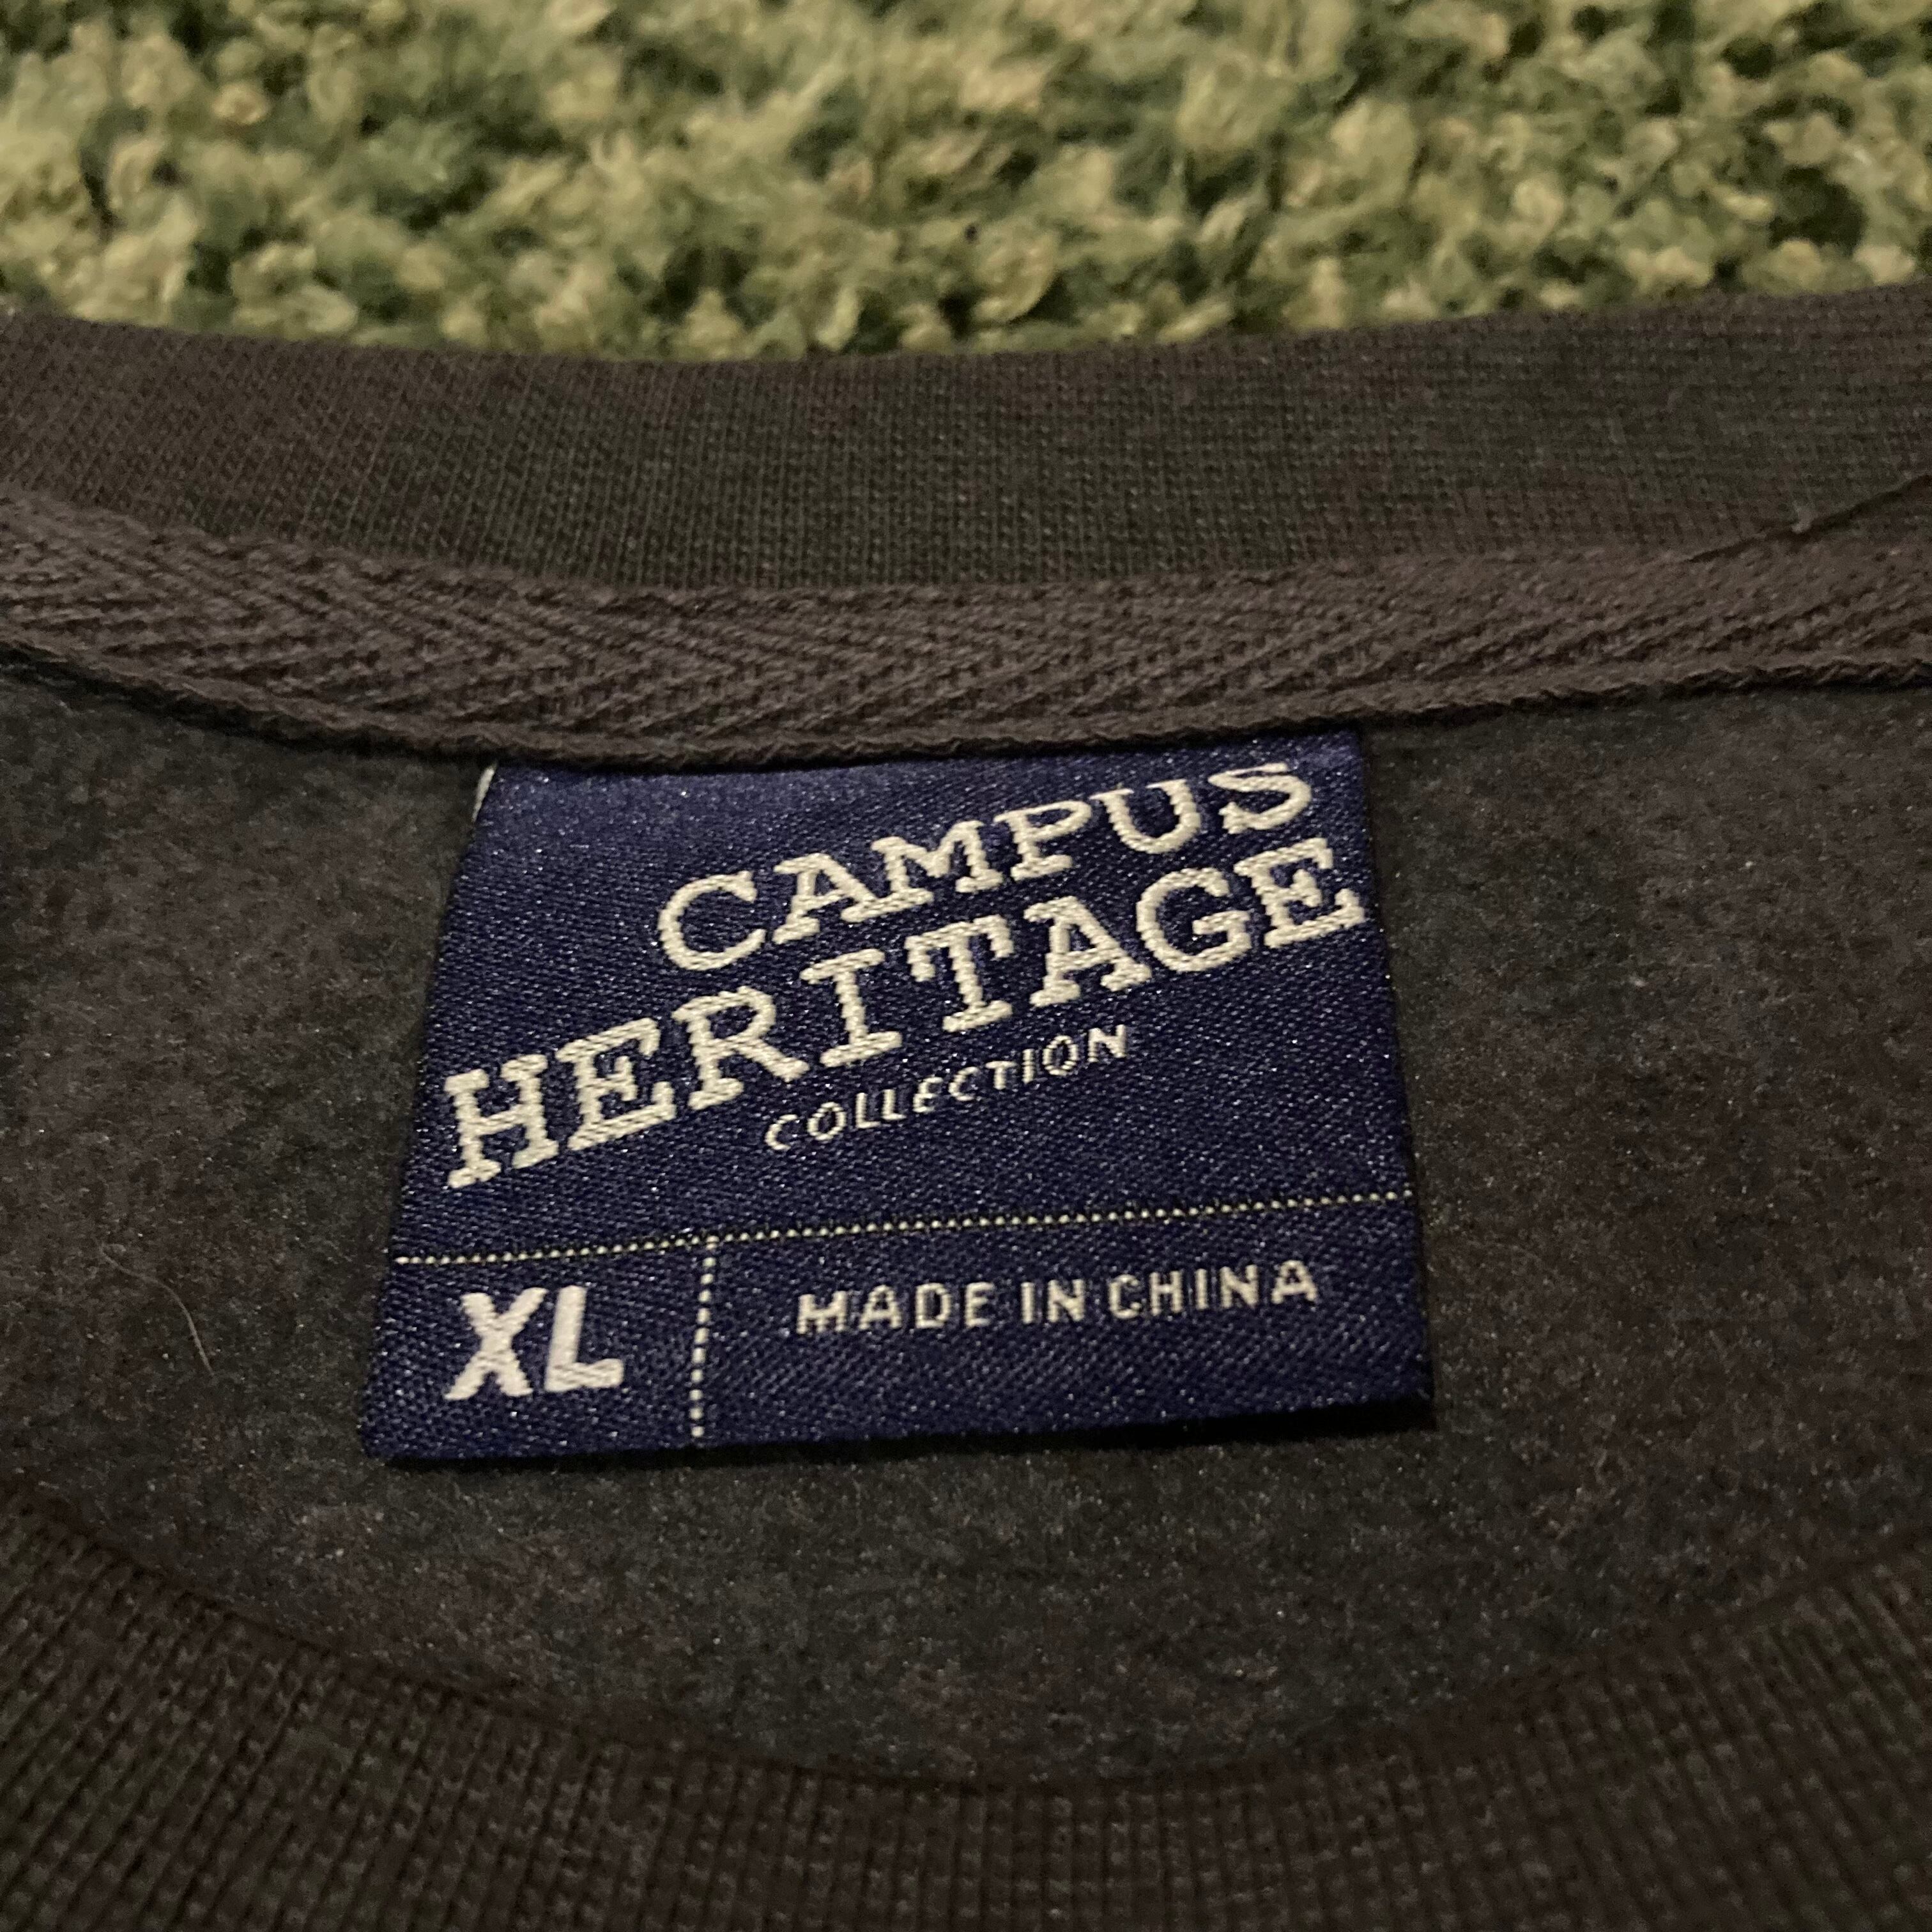 CAMPUS
HERITAGE
COLLECTION
XL
MADE IN CHINA